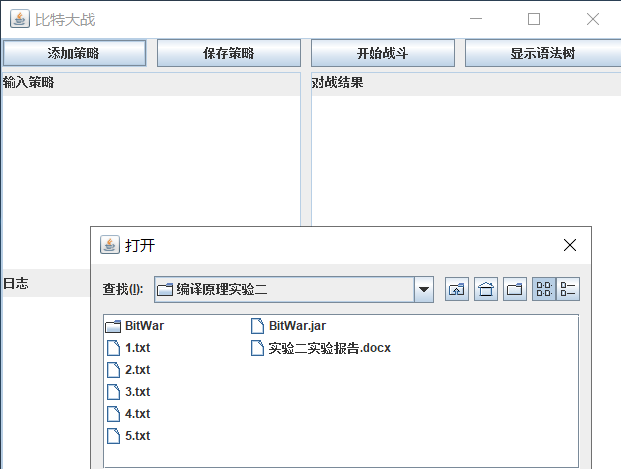 比特大战
添加策略 保存策略 开始战斗 显示语法树
输入策略 对战结果
打开
日志
查找(I): 编译原理实验二
BitWar BitWar.jar
1.txt 实验二实验报告.docx
2.txt
3.txt
4.txt
5.txt